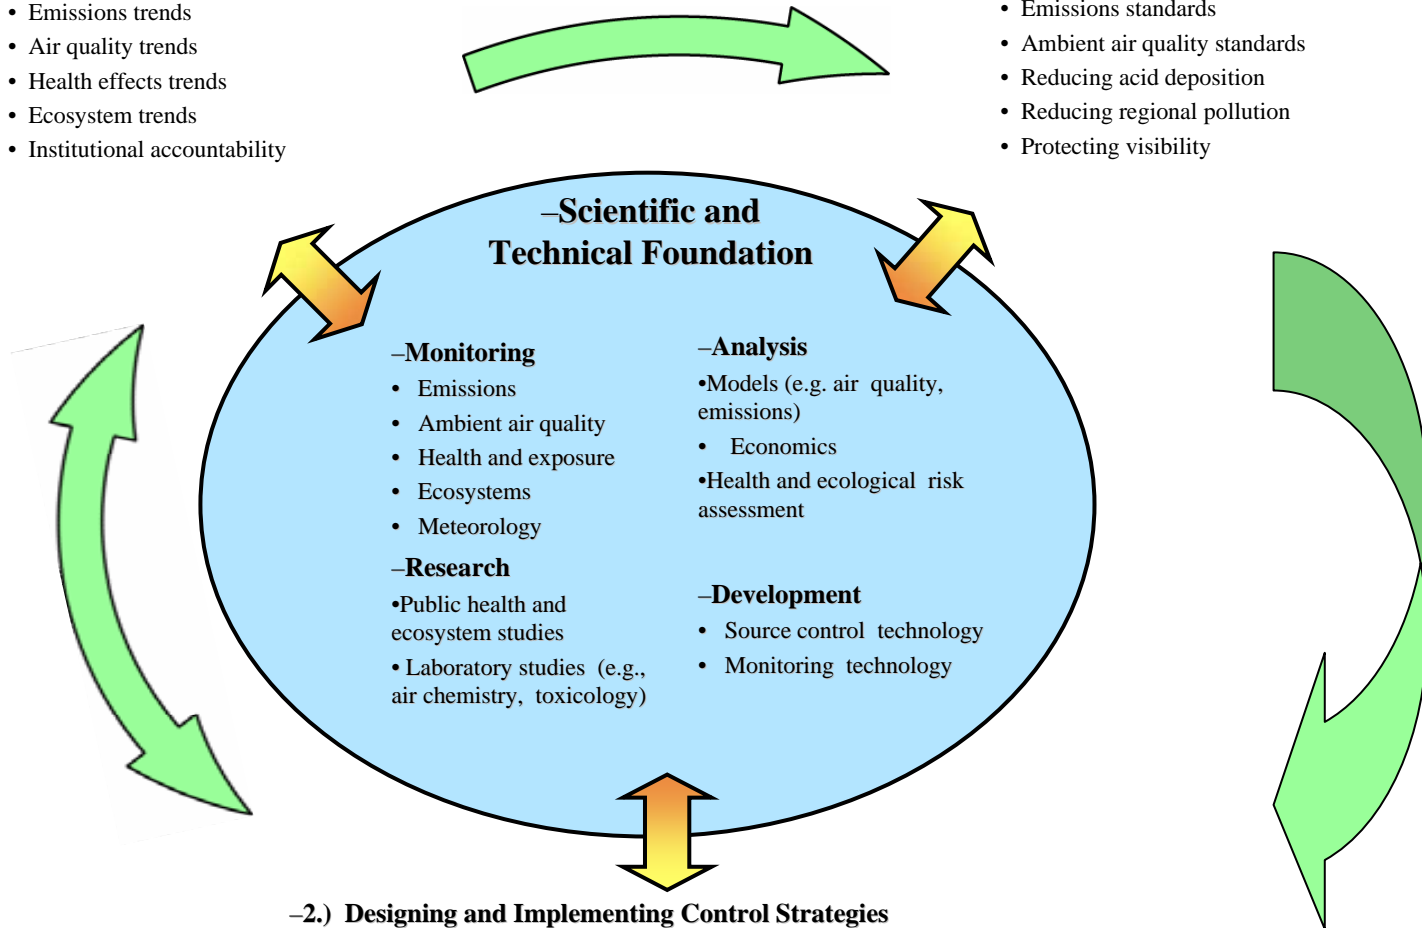 • Emissions trends
• Air quality trends
• Health effects trends
• Ecosystem trends
• Institutional accountability
• Emissions standards
• Ambient air quality standards
• Reducing acid deposition
• Reducing regional pollution
• Protecting visibility
–Scientific and
Technical Foundation
–Monitoring
• Emissions
• Ambient air quality
• Health and exposure
• Ecosystems
• Meteorology
–Research
•Public health and
ecosystem studies
• Laboratory studies (e.g.,
air chemistry, toxicology)
–Analysis
•Models (e.g. air quality,
emissions)
• Economics
•Health and ecological risk
assessment
–Development
• Source control technology
• Monitoring technology
–2.) Designing and Implementing Control Strategies